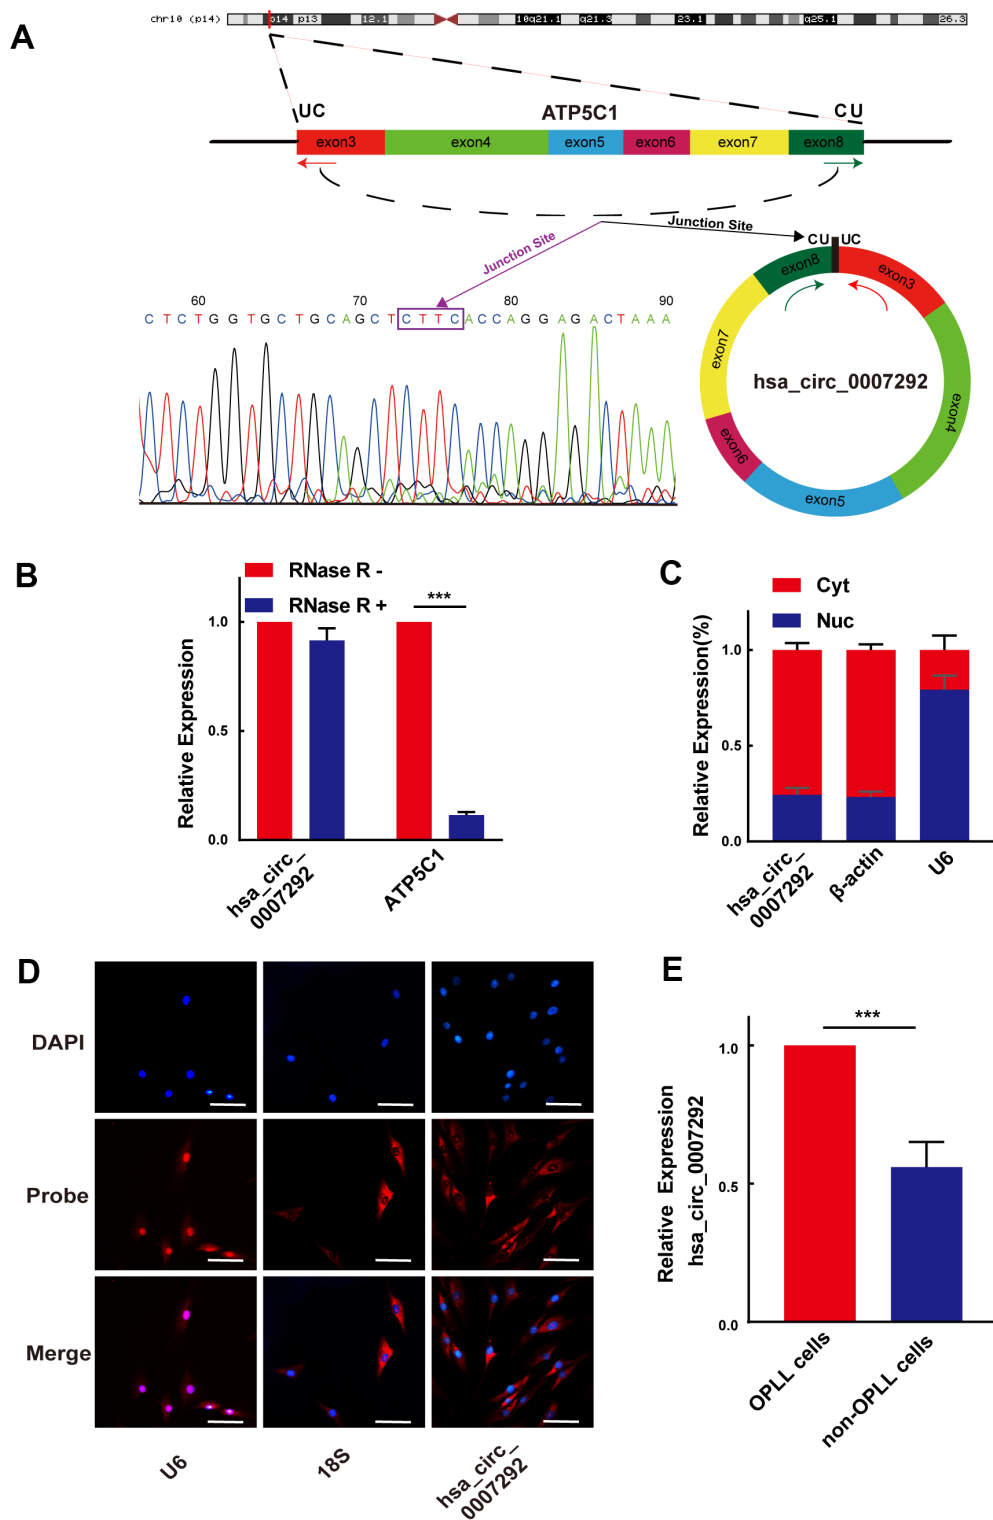 chr10 (p14) p14 p13 12.1 10q21.1 q21.3 23.1 q25.1 26.3
A
UC ATP5C1 CU
exon3 exon4 exon5 exon6 exon7 exon8
Junction Site
Junction Site
CU UC
exon8 exon3
exon7
exon4
exon6
exon5
hsa_circ_0007292
60 70 80 90
C T C T G G T G C T G C A G C T C T T C A C C A G G A G A C T A A A
B
RNase R -
RNase R +
***
Relative Expression
1.0
0.5
0.0
hsa_circ_
0007292
ATP5C1
C
Cyt
Nuc
Relative Expression(%)
1.0
0.5
0.0
hsa_circ_
0007292
β-actin
U6
D
DAPI
Probe
Merge
U6
18S
hsa_circ_
0007292
E
***
Relative Expression
hsa_circ_0007292
1.0
0.5
0.0
OPLL cells
non-OPLL cells